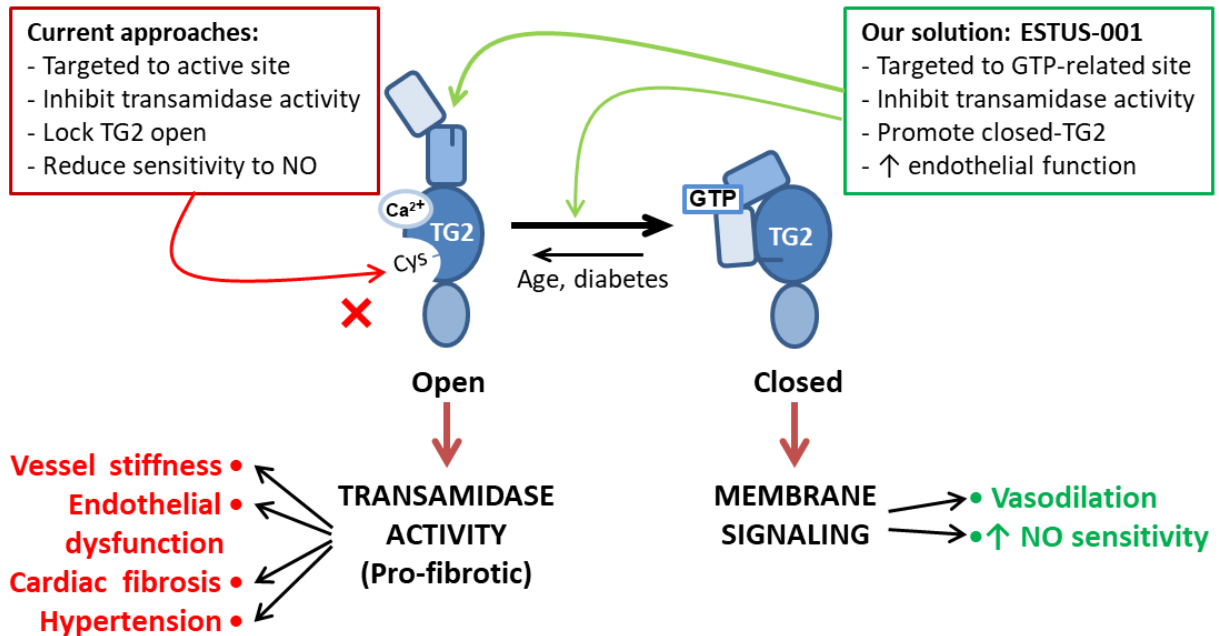 Current approaches:
- Targeted to active site
- Inhibit transamidase activity
- Lock TG2 open
- Reduce sensitivity to NO
Our solution: ESTUS-001
- Targeted to GTP-related site
- Inhibit transamidase activity
- Promote closed-TG2
- ↑ endothelial function
Ca²⁺
TG2
Cys
Age, diabetes
GTP
TG2
Open
Closed
Vessel stiffness •
Endothelial •
dysfunction
Cardiac fibrosis •
Hypertension •
TRANSAMIDASE
ACTIVITY
(Pro-fibrotic)
MEMBRANE
SIGNALING
• Vasodilation
•↑ NO sensitivity